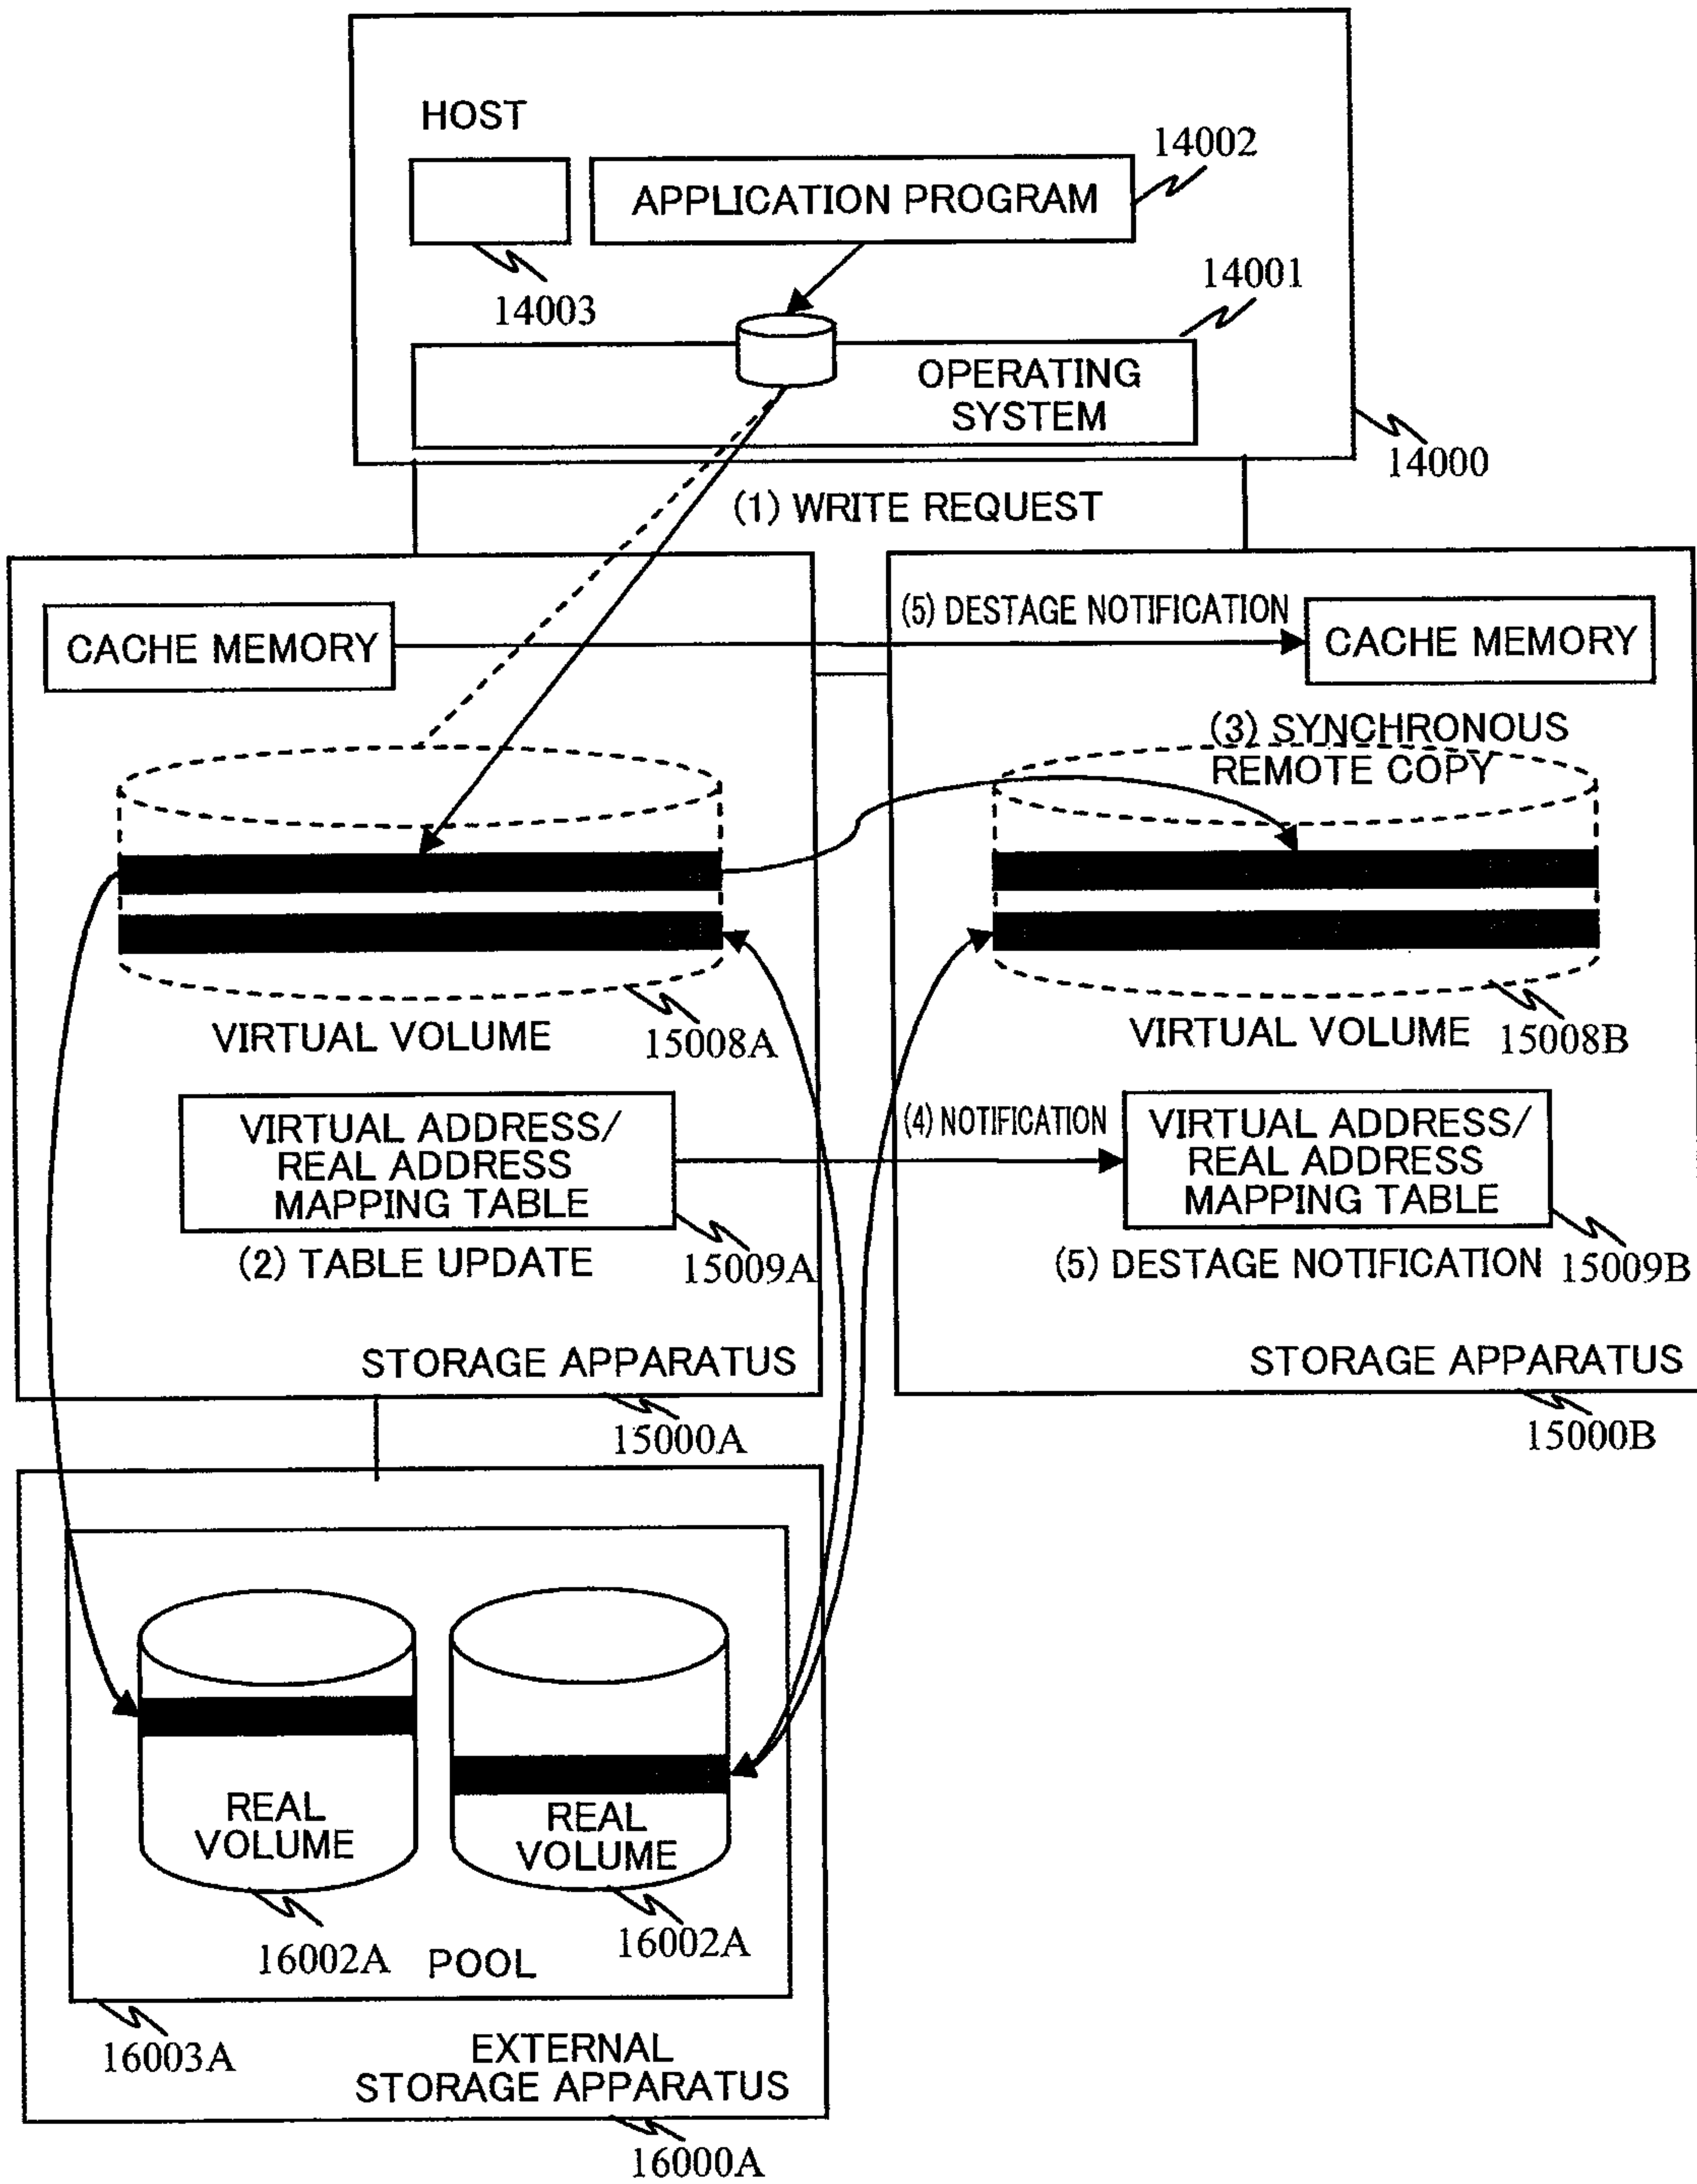 HOST
14002
APPLICATION PROGRAM
14003
14001
OPERATING
SYSTEM
14000
(1) WRITE REQUEST
CACHE MEMORY
(5) DESTAGE NOTIFICATION
CACHE MEMORY
(3) SYNCHRONOUS
REMOTE COPY
VIRTUAL VOLUME
15008A
VIRTUAL VOLUME
15008B
VIRTUAL ADDRESS/
REAL ADDRESS
MAPPING TABLE
(4) NOTIFICATION
VIRTUAL ADDRESS/
REAL ADDRESS
MAPPING TABLE
(2) TABLE UPDATE
15009A
(5) DESTAGE NOTIFICATION
15009B
STORAGE APPARATUS
STORAGE APPARATUS
15000A
15000B
REAL
VOLUME
REAL
VOLUME
16002A
16002A
POOL
16003A
EXTERNAL
STORAGE APPARATUS
16000A